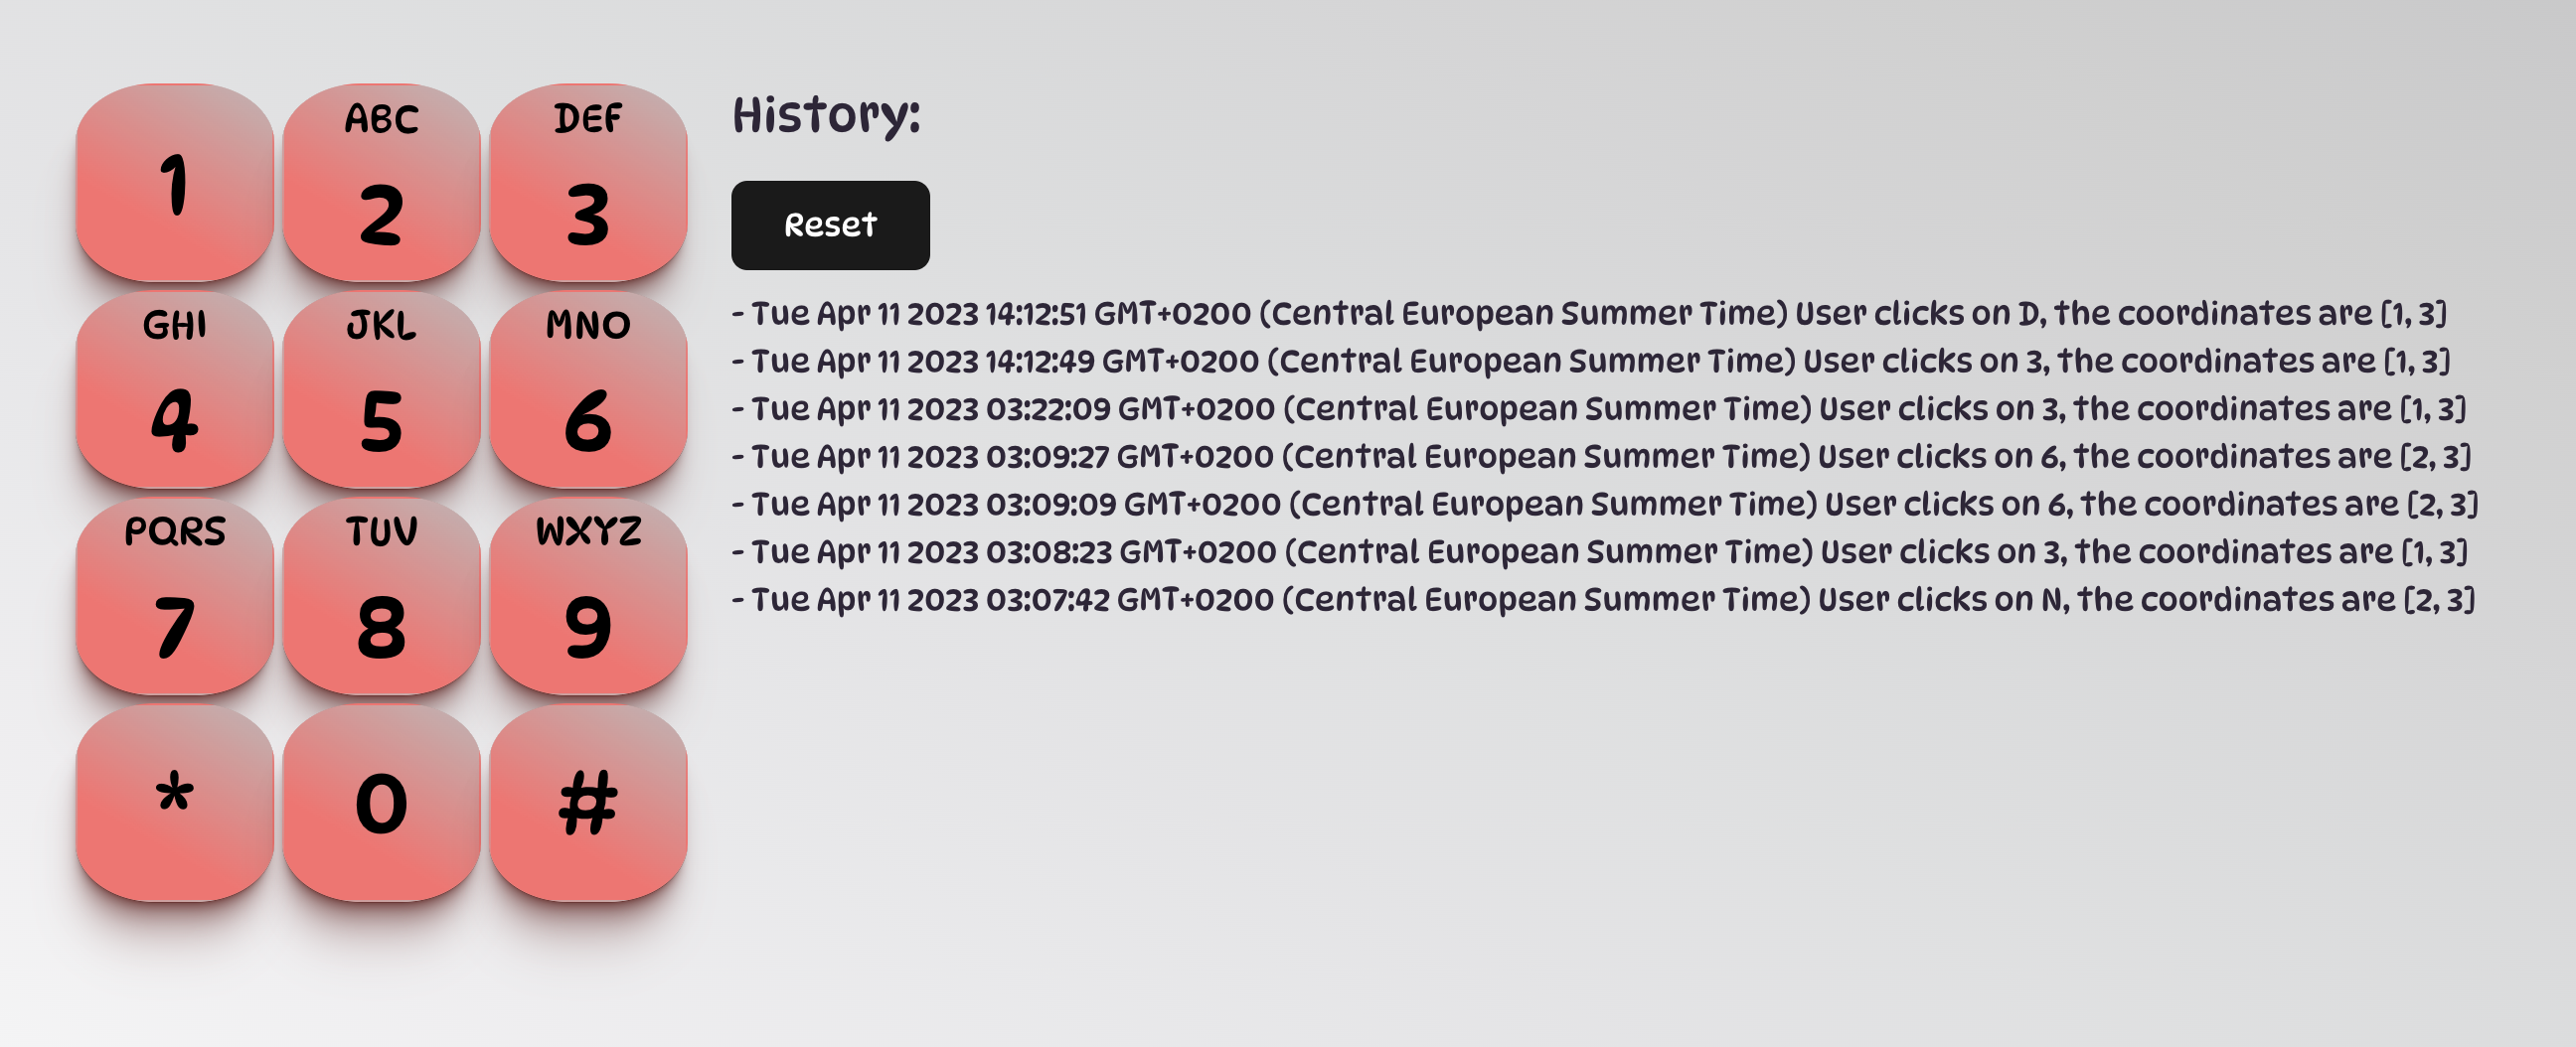 1
ABC
2
DEF
3
GHI
4
JKL
5
MNO
6
PQRS
7
TUV
8
WXYZ
9
*
0
#
History:
Reset
- Tue Apr 11 2023 14:12:51 GMT+0200 (Central European Summer Time) User clicks on D, the coordinates are [1, 3]
- Tue Apr 11 2023 14:12:49 GMT+0200 (Central European Summer Time) User clicks on 3, the coordinates are [1, 3]
- Tue Apr 11 2023 03:22:09 GMT+0200 (Central European Summer Time) User clicks on 3, the coordinates are [1, 3]
- Tue Apr 11 2023 03:09:27 GMT+0200 (Central European Summer Time) User clicks on 6, the coordinates are [2, 3]
- Tue Apr 11 2023 03:09:09 GMT+0200 (Central European Summer Time) User clicks on 6, the coordinates are [2, 3]
- Tue Apr 11 2023 03:08:23 GMT+0200 (Central European Summer Time) User clicks on 3, the coordinates are [1, 3]
- Tue Apr 11 2023 03:07:42 GMT+0200 (Central European Summer Time) User clicks on N, the coordinates are [2, 3]